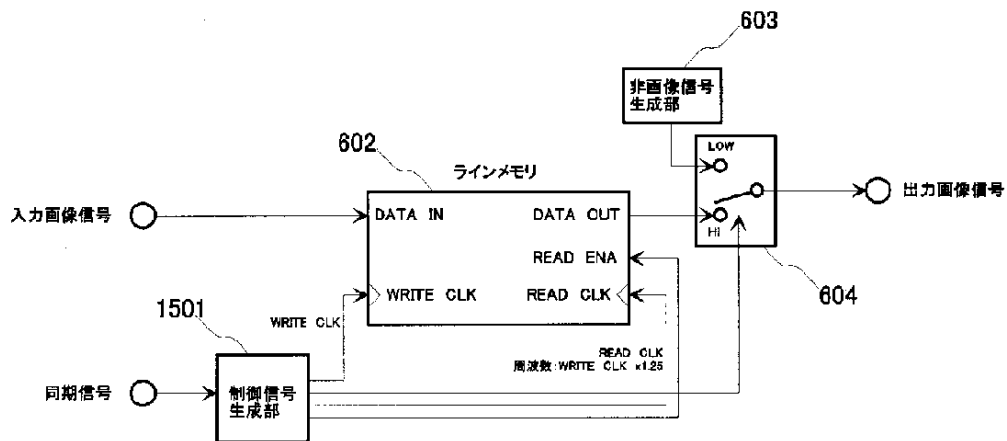 603
非画像信号
生成部
602
ラインメモリ
LOW
入力画像信号
DATA IN
DATA OUT
HI
出力画像信号
READ ENA
604
WRITE CLK
READ CLK
1501
WRITE CLK
READ CLK
周波数:WRITE CLK x1.25
同期信号
制御信号
生成部